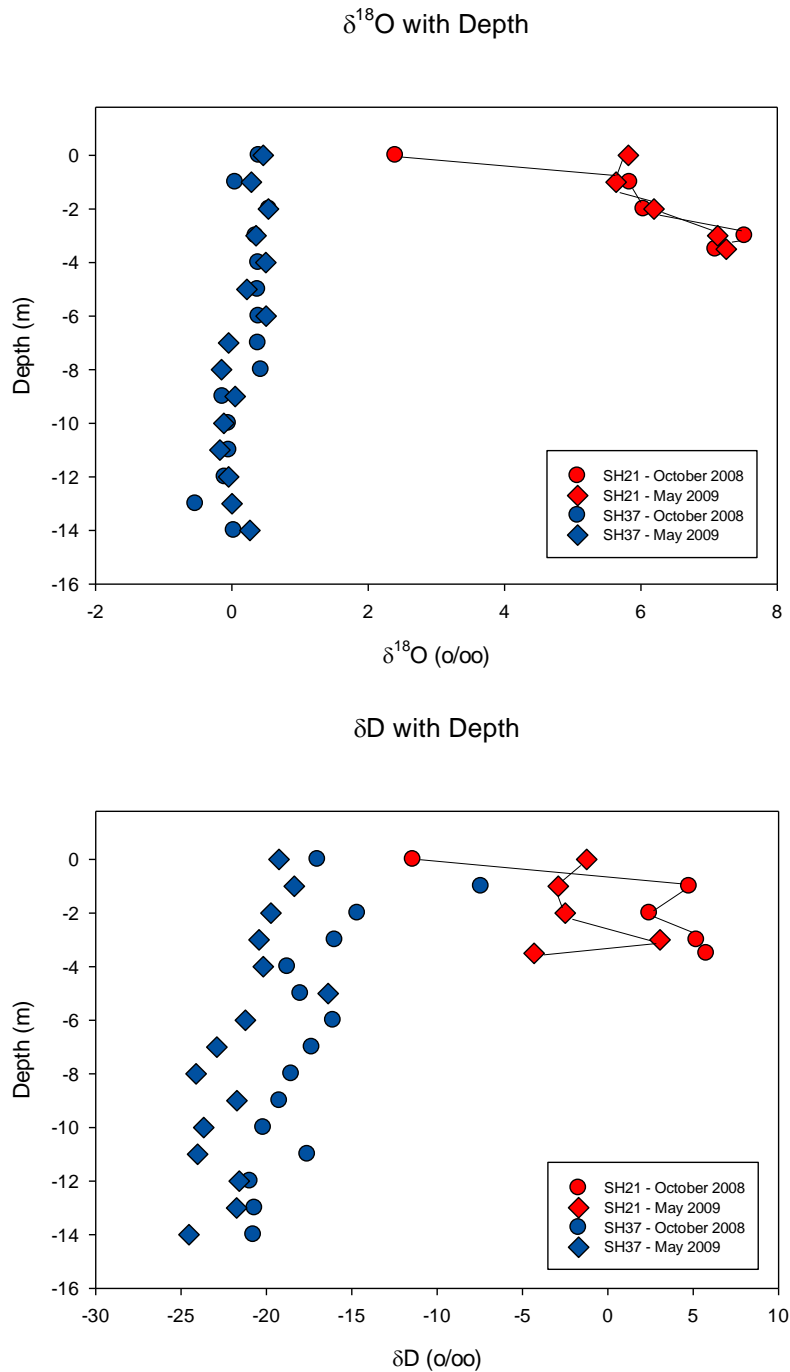 δ¹⁸O with Depth
0
-2
-4
-6
-8
-10
-12
-14
-16
Depth (m)
-2 0 2 4 6 8
δ¹⁸O (o/oo)
SH21 - October 2008
SH21 - May 2009
SH37 - October 2008
SH37 - May 2009
δD with Depth
0
-2
-4
-6
-8
-10
-12
-14
-16
Depth (m)
-30 -25 -20 -15 -10 -5 0 5 10
δD (o/oo)
SH21 - October 2008
SH21 - May 2009
SH37 - October 2008
SH37 - May 2009